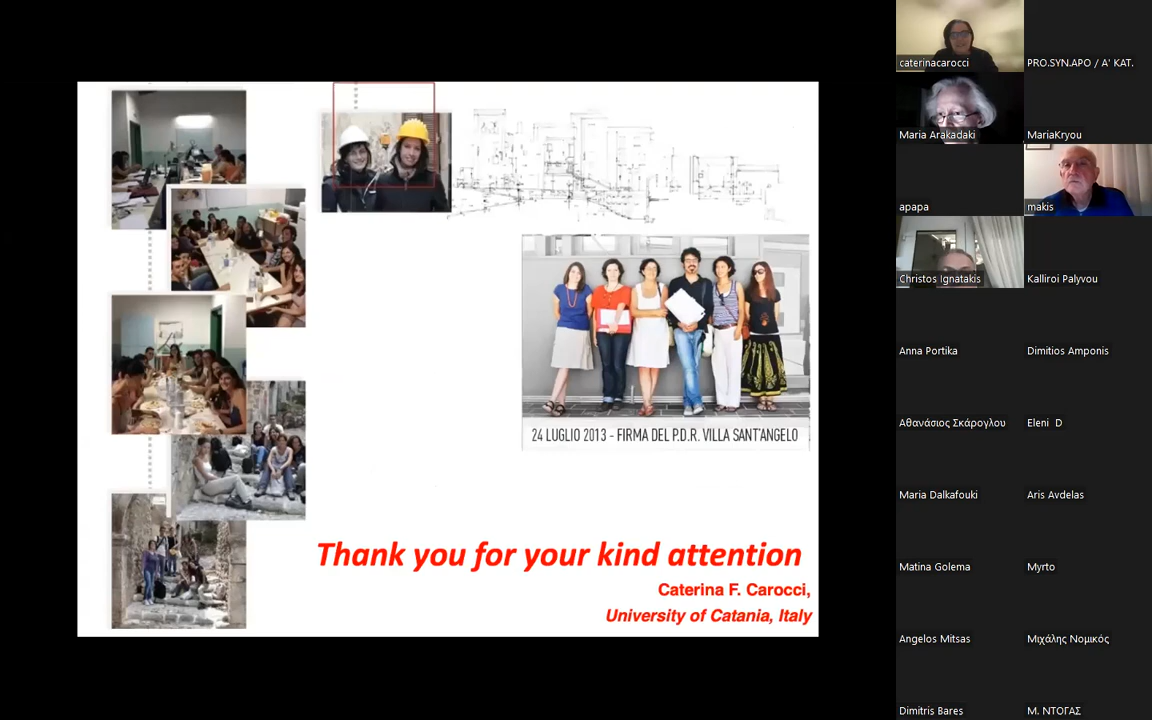 24 LUGLIO 2013 - FIRMA DEL P.D.R. VILLA SANT'ANGELO
Thank you for your kind attention
Caterina F. Carocci,
University of Catania, Italy
caterinacarocci
PRO.SYN.APO / A' KAT.
Maria Arakadaki
MariaKryou
apapa
makis
Christos Ignatakis
Kalliroi Palyvou
Anna Portika
Dimitios Amponis
Αθανάσιος Σκάρογλου
Eleni D
Maria Dalkafouki
Aris Avdelas
Matina Golema
Myrto
Angelos Mitsas
Μιχάλης Νομικός
Dimitris Bares
Μ. ΝΤΟΓΑΣ